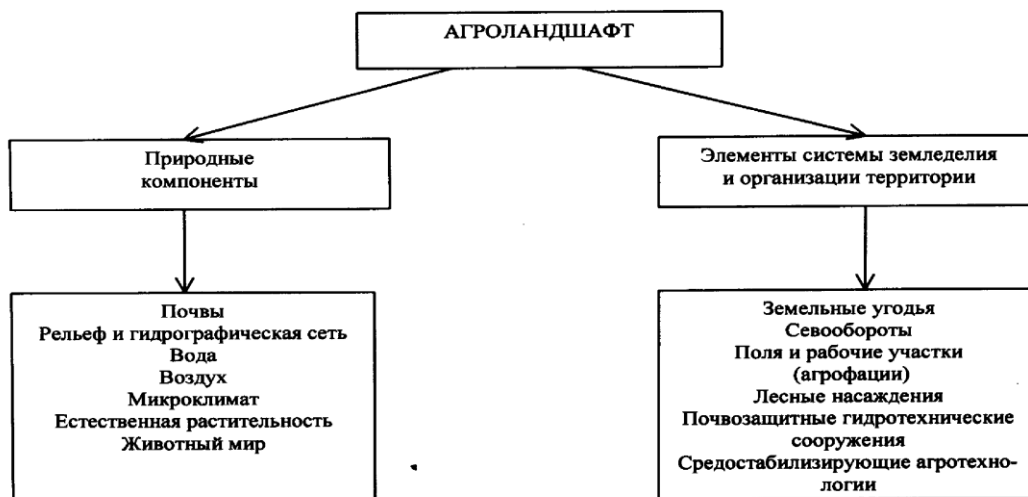 АГРОЛАНДШАФТ
Природные
компоненты
Элементы системы земледелия
и организации территории
Почвы
Рельеф и гидрографическая сеть
Вода
Воздух
Микроклимат
Естественная растительность
Животный мир
Земельные угодья
Севообороты
Поля и рабочие участки
(агрофации)
Лесные насаждения
Почвозащитные гидротехнические
сооружения
Средостабилизирующие агротехно-
логии